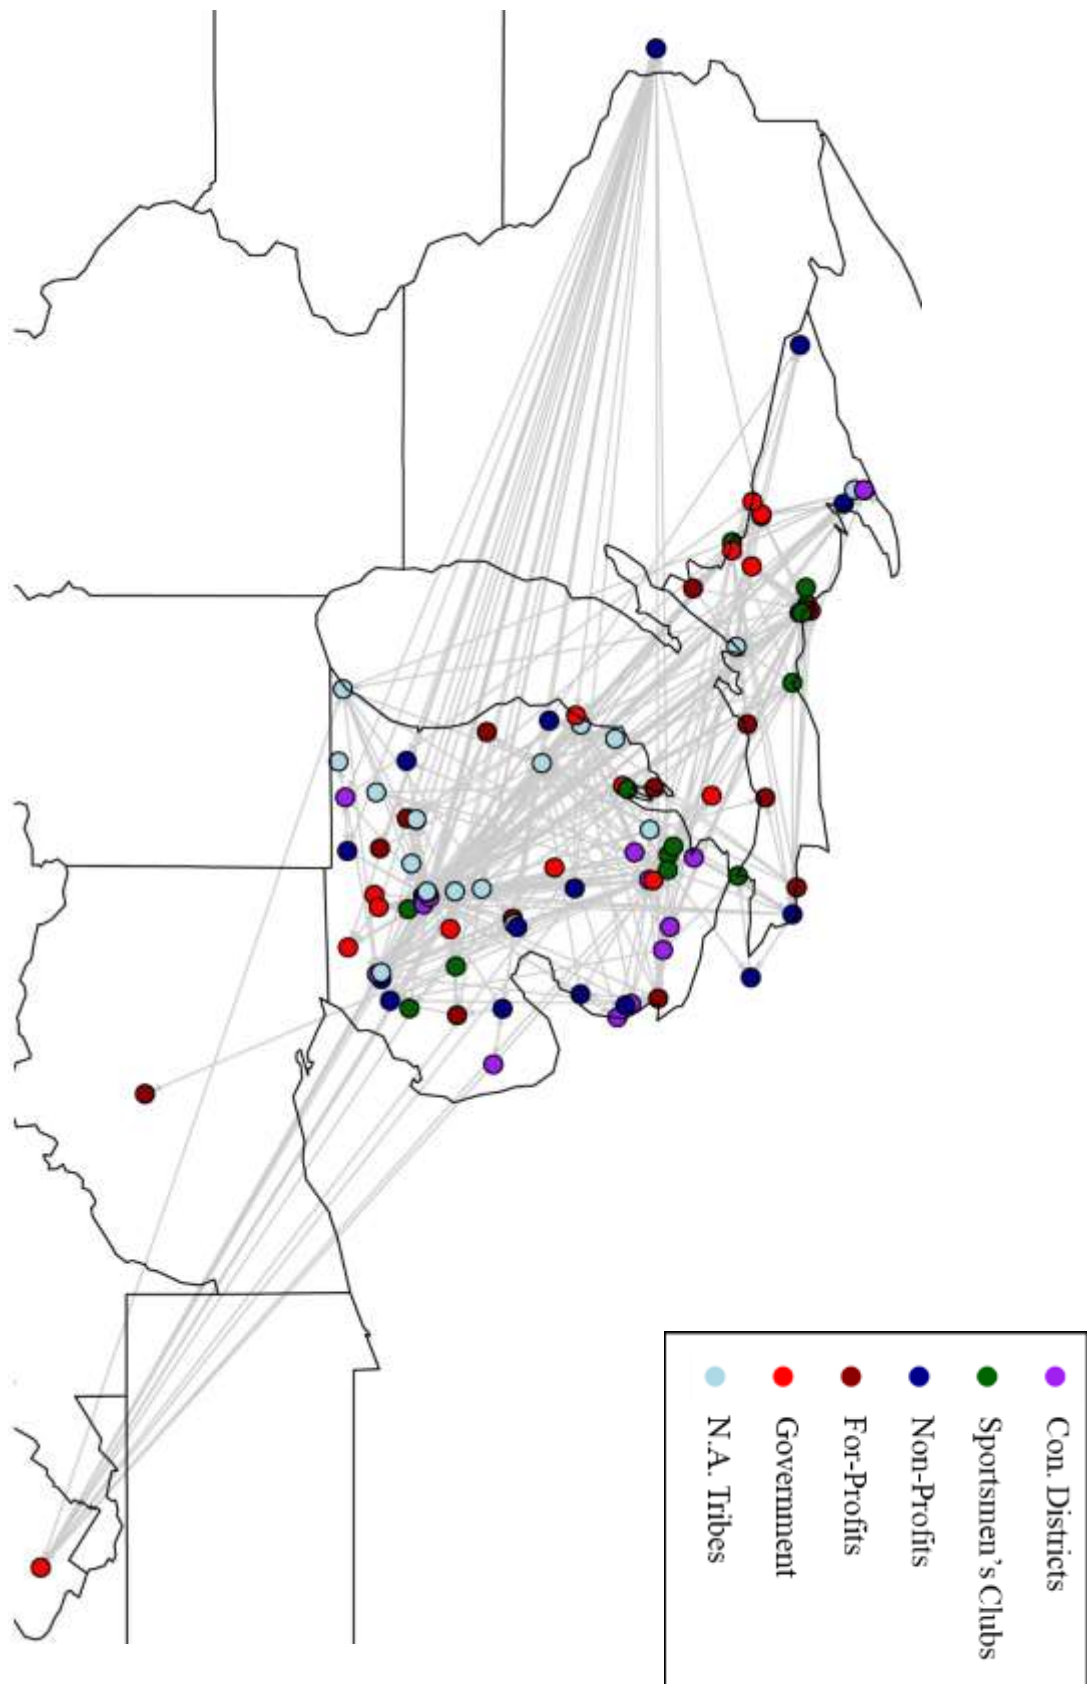 Con. Districts
Sportsmen's Clubs
Non-Profits
For-Profits
Government
N.A. Tribes